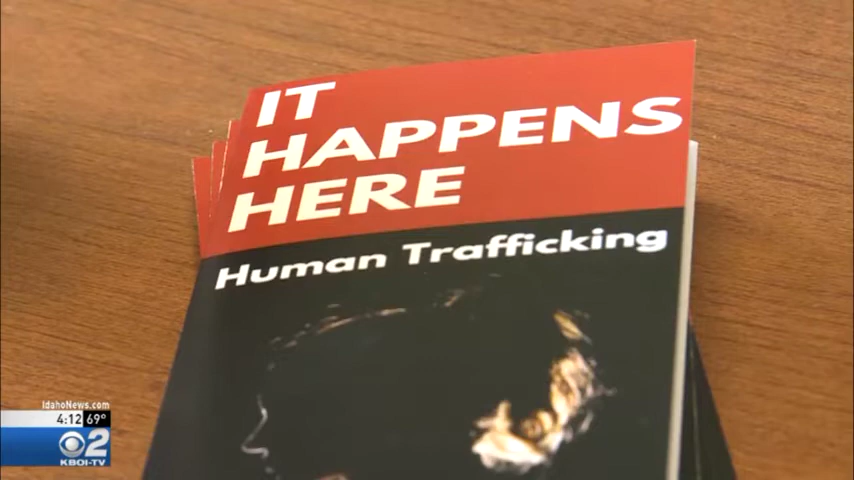 IT
HAPPENS
HERE
Human Trafficking
IdahoNews.com
4:12 69°
2
KBOI-TV